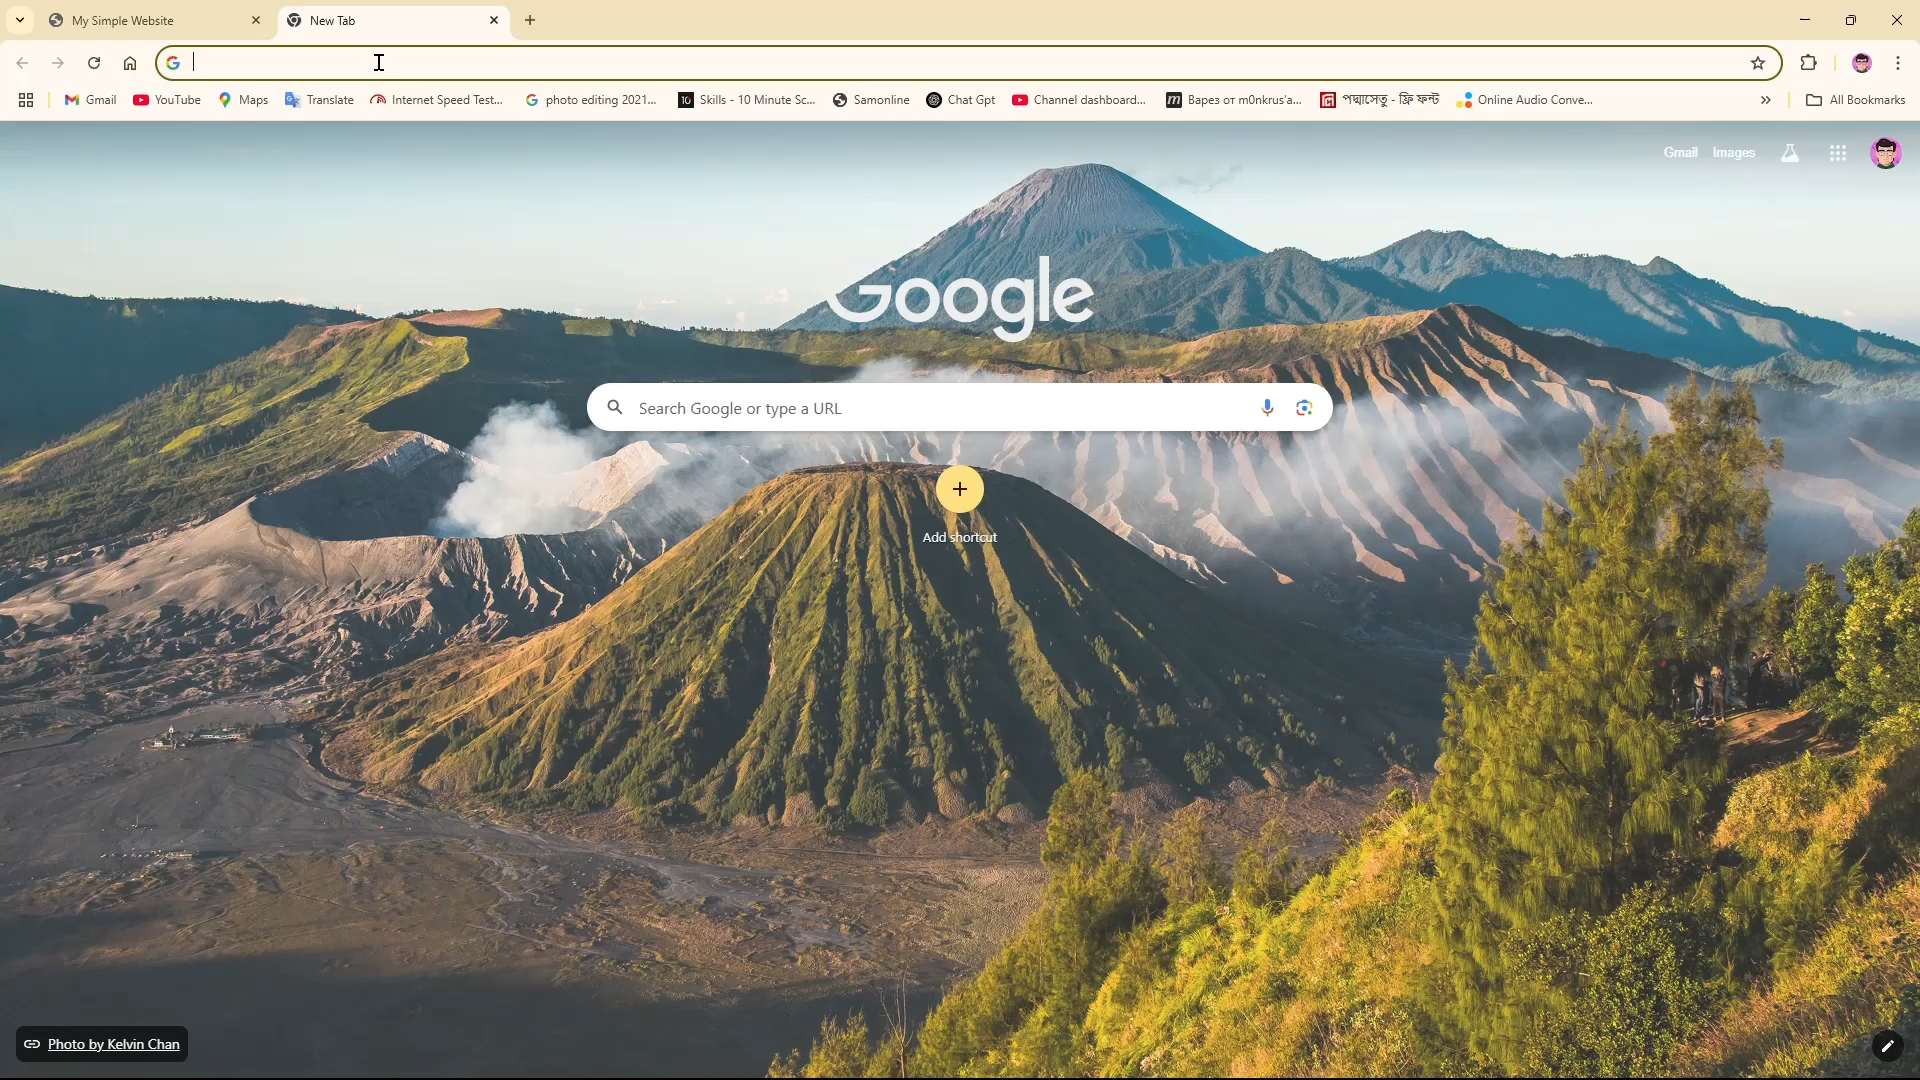 My Simple Website
New Tab
Gmail
YouTube
Maps
Translate
Internet Speed Test...
photo editing 2021...
Skills - 10 Minute Sc...
Samonline
Chat Gpt
Channel dashboard...
Варез от m0nkrus'а...
পদ্মাসেতু - ফ্রি ফন্ট
Online Audio Conve...
All Bookmarks
Gmail
Images
Google
Search Google or type a URL
Add shortcut
Photo by Kelvin Chan